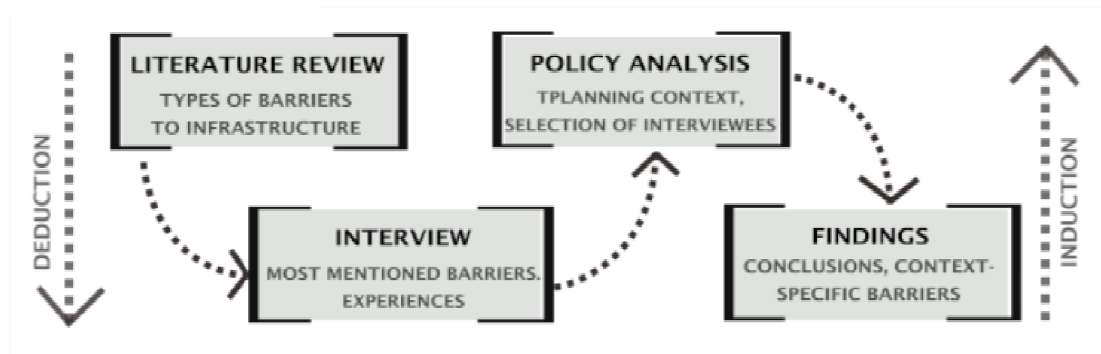 DEDUCTION
LITERATURE REVIEW
TYPES OF BARRIERS
TO INFRASTRUCTURE
INTERVIEW
MOST MENTIONED BARRIERS.
EXPERIENCES
POLICY ANALYSIS
TPLANNING CONTEXT,
SELECTION OF INTERVIEWEES
FINDINGS
CONCLUSIONS, CONTEXT-
SPECIFIC BARRIERS
INDUCTION